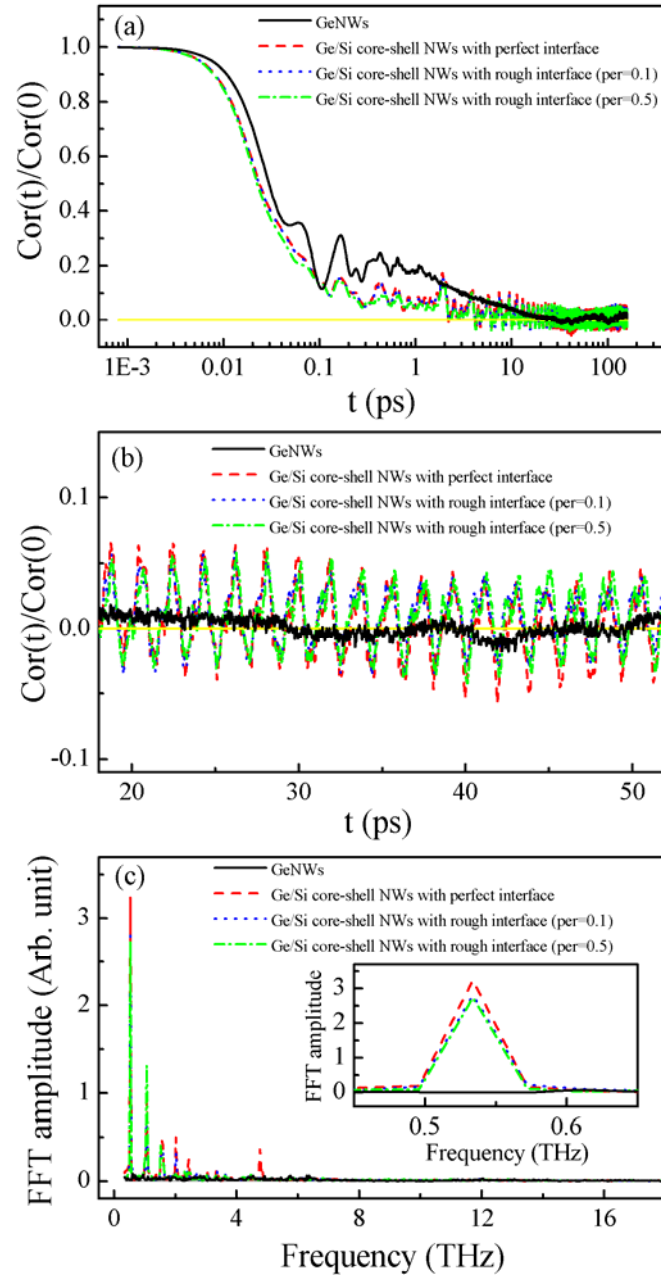 (a)
GeNWs
Ge/Si core-shell NWs with perfect interface
Ge/Si core-shell NWs with rough interface (per=0.1)
Ge/Si core-shell NWs with rough interface (per=0.5)
1.0
0.8
0.6
0.4
0.2
0.0
Cor(t)/Cor(0)
1E-3 0.01 0.1 1 10 100
t (ps)
(b)
GeNWs
Ge/Si core-shell NWs with perfect interface
Ge/Si core-shell NWs with rough interface (per=0.1)
Ge/Si core-shell NWs with rough interface (per=0.5)
0.1
0.0
-0.1
Cor(t)/Cor(0)
20 30 40 50
t (ps)
(c)
GeNWs
Ge/Si core-shell NWs with perfect interface
Ge/Si core-shell NWs with rough interface (per=0.1)
Ge/Si core-shell NWs with rough interface (per=0.5)
3
2
1
0
FFT amplitude (Arb. unit)
3
2
1
0
FFT amplitude
0.5 0.6
Frequency (THz)
0 4 8 12 16
Frequency (THz)